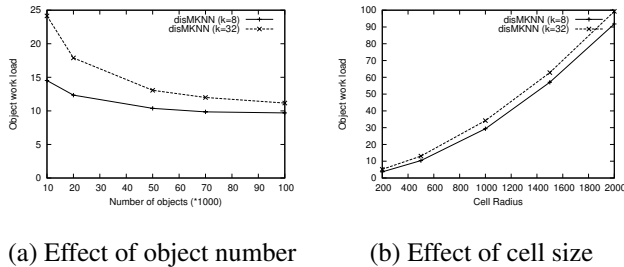 disMKNN (k=8)
disMKNN (k=32)
Object work load
25
20
15
10
5
0
10 20 30 40 50 60 70 80 90 100
Number of objects (*1000)
(a) Effect of object number
disMKNN (k=8)
disMKNN (k=32)
Object work load
100
90
80
70
60
50
40
30
20
10
0
200 400 600 800 1000 1200 1400 1600 1800 2000
Cell Radius
(b) Effect of cell size